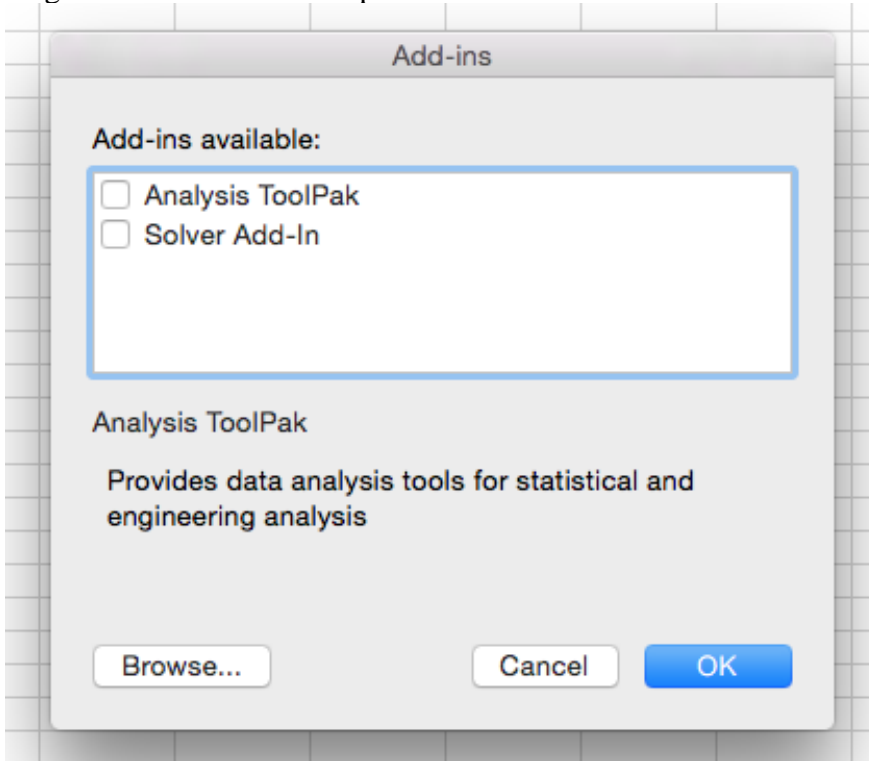 Add-ins
Add-ins available:
Analysis ToolPak
Solver Add-In
Analysis ToolPak
Provides data analysis tools for statistical and
engineering analysis
Browse...
Cancel
OK